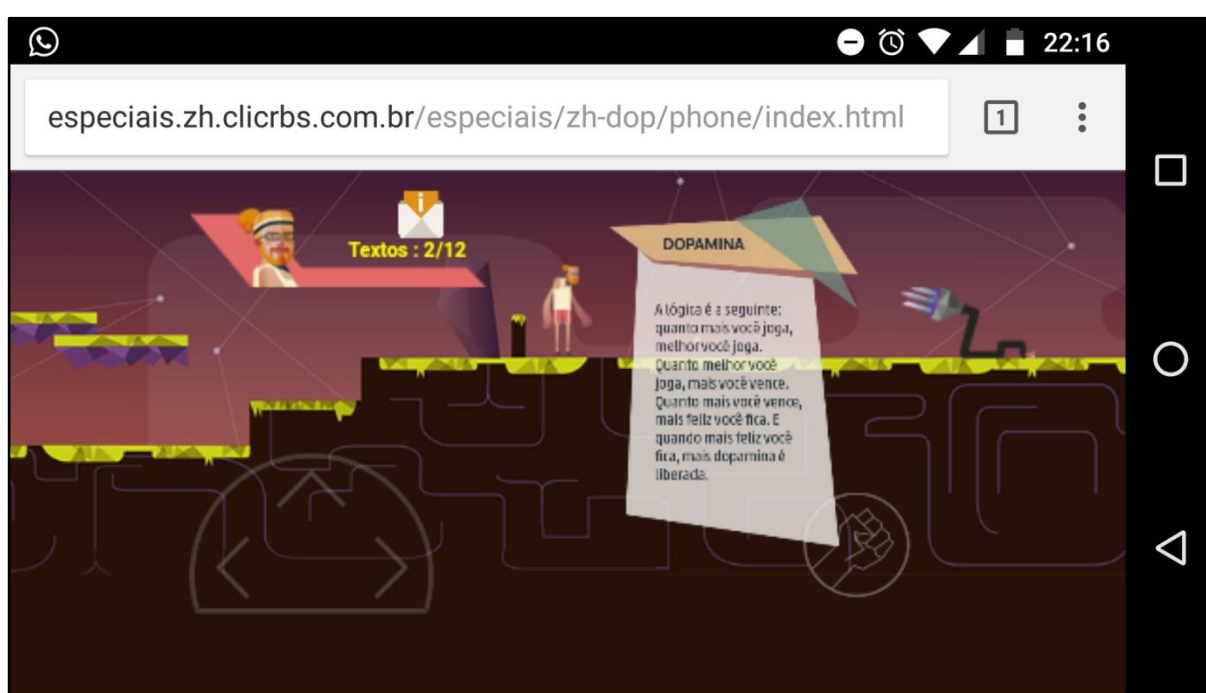 22:16
especiais.zh.clicrbs.com.br/especiais/zh-dop/phone/index.html
1
i
Textos : 2/12
DOPAMINA
A lógica é a seguinte:
quanto mais você joga,
melhor você joga.
Quanto melhor você
joga, mais você vence.
Quanto mais você vence,
mais feliz você fica. E
quando mais feliz você
fica, mais dopamina é
liberada.